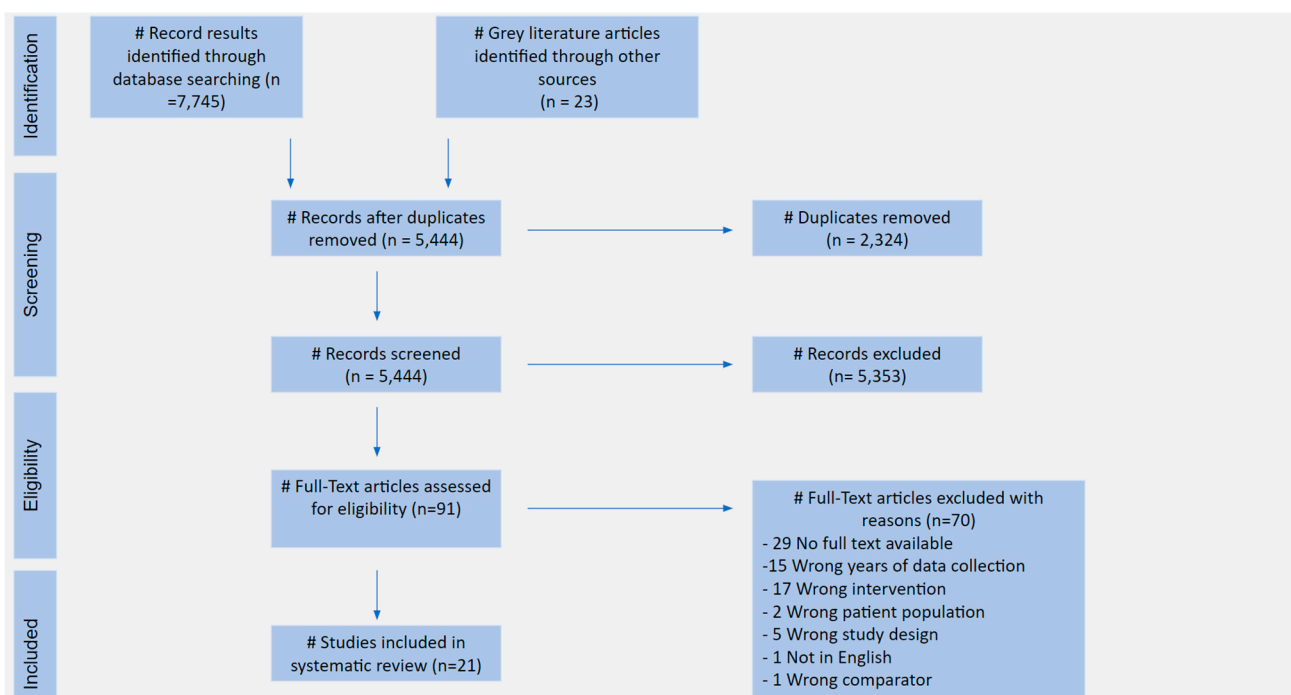 Identification
# Record results
identified through
database searching (n
=7,745)
# Grey literature articles
identified through other
sources
(n = 23)
Screening
# Records after duplicates
removed (n = 5,444)
# Duplicates removed
(n = 2,324)
# Records screened
(n = 5,444)
# Records excluded
(n= 5,353)
Eligibility
# Full-Text articles assessed
for eligibility (n=91)
# Full-Text articles excluded with
reasons (n=70)
- 29 No full text available
-15 Wrong years of data collection
- 17 Wrong intervention
- 2 Wrong patient population
- 5 Wrong study design
- 1 Not in English
- 1 Wrong comparator
Included
# Studies included in
systematic review (n=21)